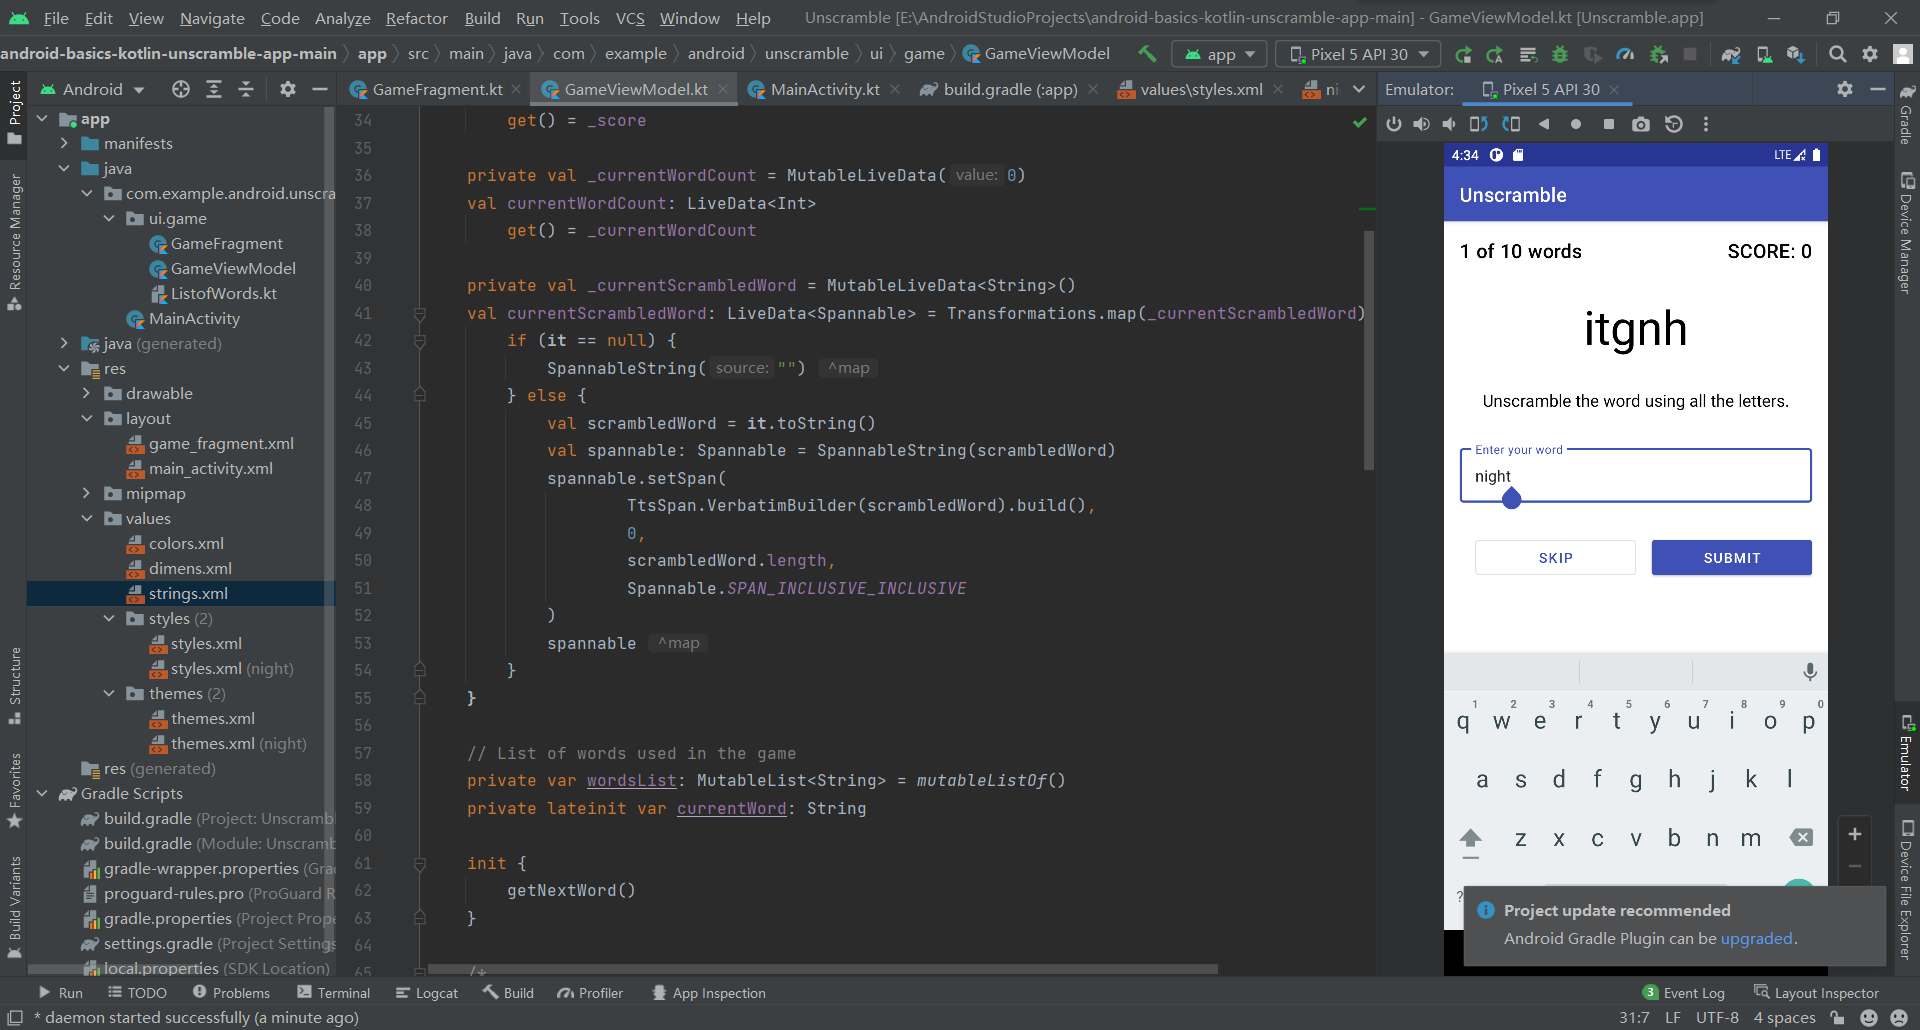 File Edit View Navigate Code Analyze Refactor Build Run Tools VCS Window Help Unscramble [E:\AndroidStudioProjects\android-basics-kotlin-unscramble-app-main] - GameViewModel.kt [Unscramble.app]
android-basics-kotlin-unscramble-app-main app src main java com example android unscramble ui game GameViewModel app Pixel 5 API 30
Android GameFragment.kt GameViewModel.kt MainActivity.kt build.gradle (:app) values\styles.xml ni Emulator: Pixel 5 API 30
Project
Resource Manager
Structure
Favorites
Build Variants
app
manifests
java
com.example.android.unscra
ui.game
GameFragment
GameViewModel
ListofWords.kt
MainActivity
java (generated)
res
drawable
layout
game_fragment.xml
main_activity.xml
mipmap
values
colors.xml
dimens.xml
strings.xml
styles (2)
styles.xml
styles.xml (night)
themes (2)
themes.xml
themes.xml (night)
res (generated)
Gradle Scripts
build.gradle (Project: Unscramb
build.gradle (Module: Unscramb
gradle-wrapper.properties (Gra
proguard-rules.pro (ProGuard R
gradle.properties (Project Prope
settings.gradle (Project Settings
local.properties (SDK Location)
34 get() = _score
35
36 private val _currentWordCount = MutableLiveData( value: 0)
37 val currentWordCount: LiveData<Int>
38 get() = _currentWordCount
39
40 private val _currentScrambledWord = MutableLiveData<String>()
41 val currentScrambledWord: LiveData<Spannable> = Transformations.map(_currentScrambledWord)
42 if (it == null) {
43 SpannableString( source: "") ^map
44 } else {
45 val scrambledWord = it.toString()
46 val spannable: Spannable = SpannableString(scrambledWord)
47 spannable.setSpan(
48 TtsSpan.VerbatimBuilder(scrambledWord).build(),
49 0,
50 scrambledWord.length,
51 Spannable.SPAN_INCLUSIVE_INCLUSIVE
52 )
53 spannable ^map
54 }
55 }
56
57 // List of words used in the game
58 private var wordsList: MutableList<String> = mutableListOf()
59 private lateinit var currentWord: String
60
61 init {
62 getNextWord()
63 }
64
65 /*
4:34 LTE
Unscramble
1 of 10 words SCORE: 0
itgnh
Unscramble the word using all the letters.
Enter your word
night
SKIP SUBMIT
1 2 3 4 5 6 7 8 9 0
q w e r t y u i o p
a s d f g h j k l
z x c v b n m
?
Project update recommended
Android Gradle Plugin can be upgraded.
Gradle
Device Manager
Emulator
Device File Explorer
Run TODO Problems Terminal Logcat Build Profiler App Inspection 3 Event Log Layout Inspector
* daemon started successfully (a minute ago) 31:7 LF UTF-8 4 spaces